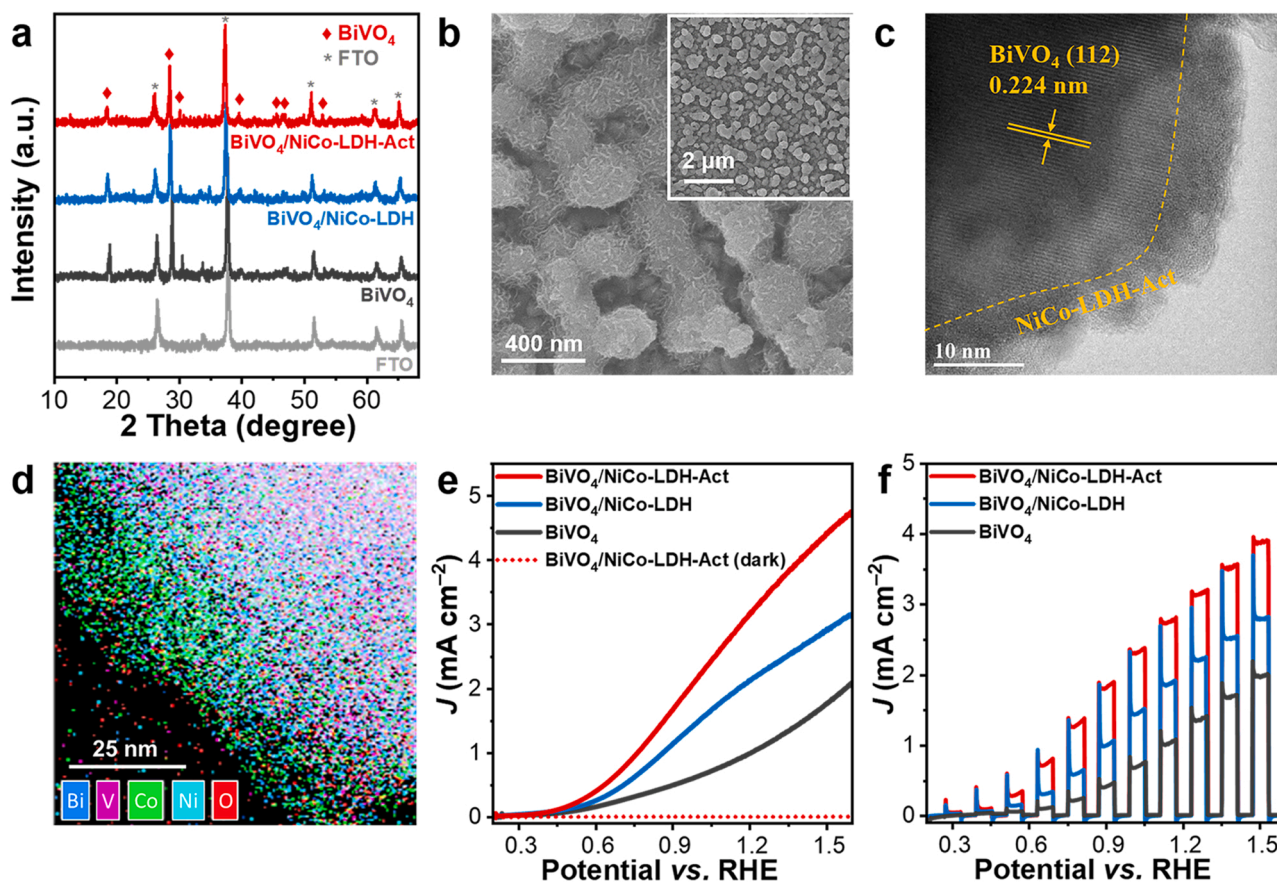 a
Intensity (a.u.)
♦ BiVO₄
* FTO
BiVO₄/NiCo-LDH-Act
BiVO₄/NiCo-LDH
BiVO₄
FTO
10 20 30 40 50 60
2 Theta (degree)
b
2 μm
400 nm
c
BiVO₄ (112)
0.224 nm
NiCo-LDH-Act
10 nm
d
25 nm
Bi V Co Ni O
e
J (mA cm⁻²)
5
4
3
2
1
0
BiVO₄/NiCo-LDH-Act
BiVO₄/NiCo-LDH
BiVO₄
BiVO₄/NiCo-LDH-Act (dark)
0.3 0.6 0.9 1.2 1.5
Potential vs. RHE
f
J (mA cm⁻²)
5
4
3
2
1
0
BiVO₄/NiCo-LDH-Act
BiVO₄/NiCo-LDH
BiVO₄
0.3 0.6 0.9 1.2 1.5
Potential vs. RHE